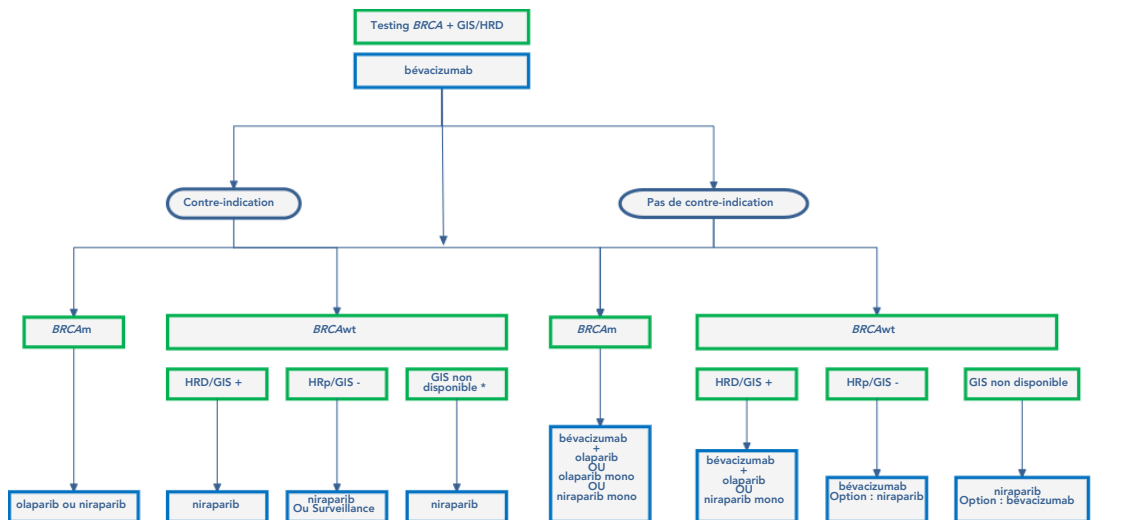 Testing BRCA + GIS/HRD
bévacizumab
Contre-indication
Pas de contre-indication
BRCAm
BRCAwt
BRCAm
BRCAwt
HRD/GIS +
HRp/GIS -
GIS non
disponible *
HRD/GIS +
HRp/GIS -
GIS non disponible
olaparib ou niraparib
niraparib
niraparib
Ou Surveillance
niraparib
bévacizumab
+
olaparib
OU
olaparib mono
OU
niraparib mono
bévacizumab
+
olaparib
OU
niraparib mono
bévacizumab
Option : niraparib
niraparib
Option : bévacizumab